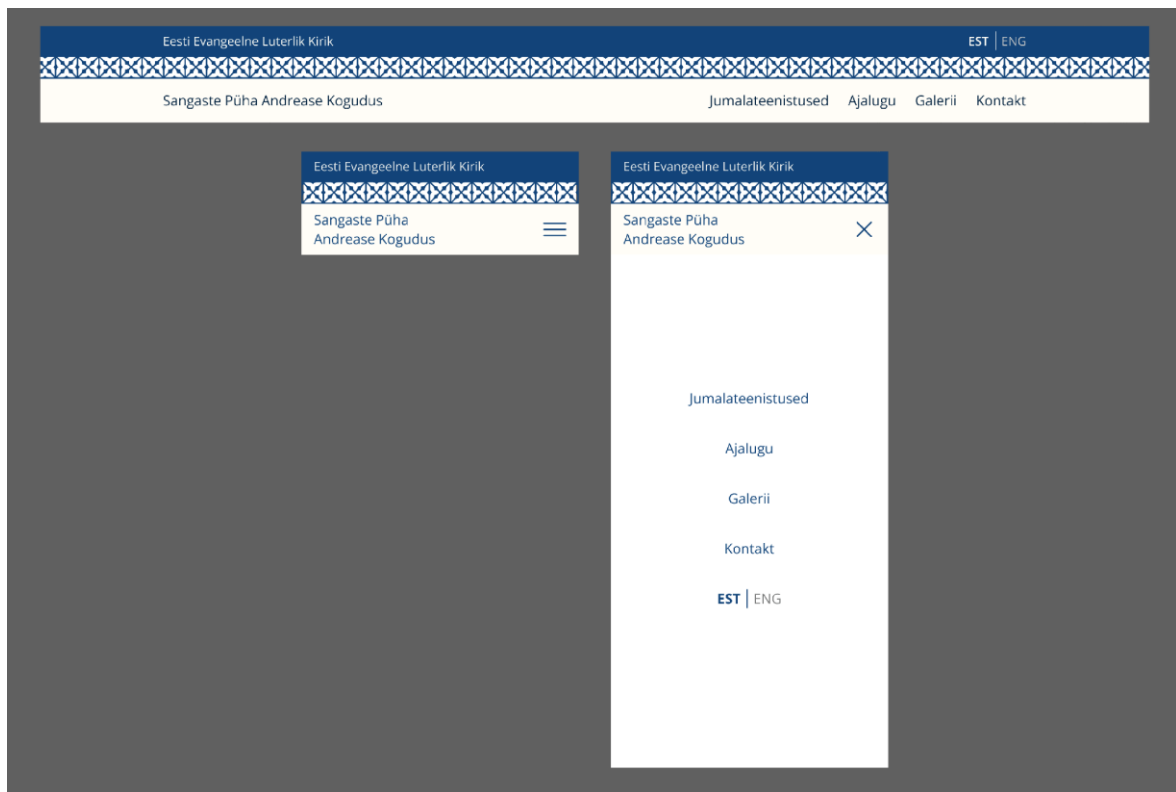 Eesti Evangeelne Luterlik Kirik
EST | ENG
Sangaste Püha Andrease Kogudus
Jumalateenistused Ajalugu Galerii Kontakt
Eesti Evangeelne Luterlik Kirik
Sangaste Püha
Andrease Kogudus
Eesti Evangeelne Luterlik Kirik
Sangaste Püha
Andrease Kogudus
Jumalateenistused
Ajalugu
Galerii
Kontakt
EST | ENG